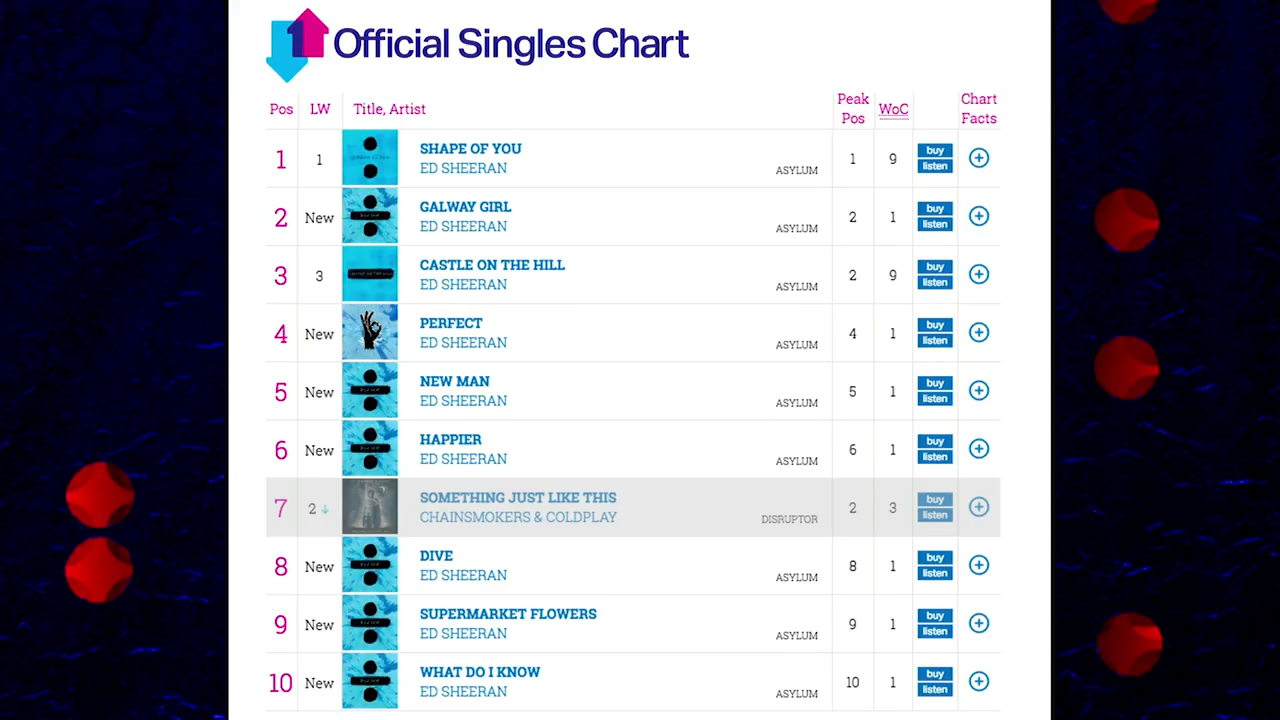 1 Official Singles Chart
Pos LW Title, Artist Peak Pos WoC Chart Facts
1 1 SHAPE OF YOU 1 9 buy
ED SHEERAN ASYLUM listen
2 New GALWAY GIRL 2 1 buy
ED SHEERAN ASYLUM listen
3 3 CASTLE ON THE HILL 2 9 buy
ED SHEERAN ASYLUM listen
4 New PERFECT 4 1 buy
ED SHEERAN ASYLUM listen
5 New NEW MAN 5 1 buy
ED SHEERAN ASYLUM listen
6 New HAPPIER 6 1 buy
ED SHEERAN ASYLUM listen
7 2 ↓ SOMETHING JUST LIKE THIS 2 3 buy
CHAINSMOKERS & COLDPLAY DISRUPTOR listen
8 New DIVE 8 1 buy
ED SHEERAN ASYLUM listen
9 New SUPERMARKET FLOWERS 9 1 buy
ED SHEERAN ASYLUM listen
10 New WHAT DO I KNOW 10 1 buy
ED SHEERAN ASYLUM listen